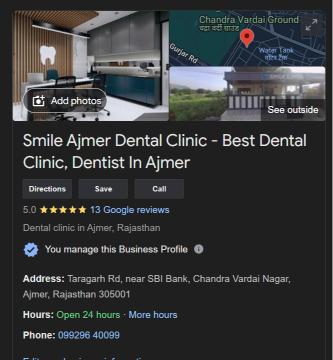 Chandra Vardai Ground
चद्रा वर्दाई ग्राउंड
Gurjar Rd
Water Tank
Add photos
See outside
Smile Ajmer Dental Clinic - Best Dental
Clinic, Dentist In Ajmer
Directions Save Call
5.0 13 Google reviews
Dental clinic in Ajmer, Rajasthan
You manage this Business Profile
Address: Taragarh Rd, near SBI Bank, Chandra Vardai Nagar,
Ajmer, Rajasthan 305001
Hours: Open 24 hours · More hours
Phone: 099296 40099